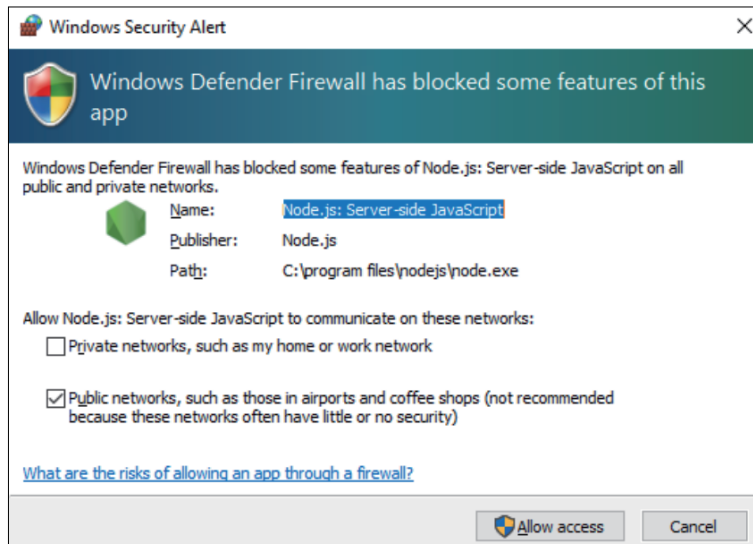 Windows Security Alert
Windows Defender Firewall has blocked some features of this
app
Windows Defender Firewall has blocked some features of Node.js: Server-side JavaScript on all
public and private networks.
Name: Node.js: Server-side JavaScript
Publisher: Node.js
Path: C:\program files\nodejs\node.exe
Allow Node.js: Server-side JavaScript to communicate on these networks:
Private networks, such as my home or work network
Public networks, such as those in airports and coffee shops (not recommended
because these networks often have little or no security)
What are the risks of allowing an app through a firewall?
Allow access Cancel